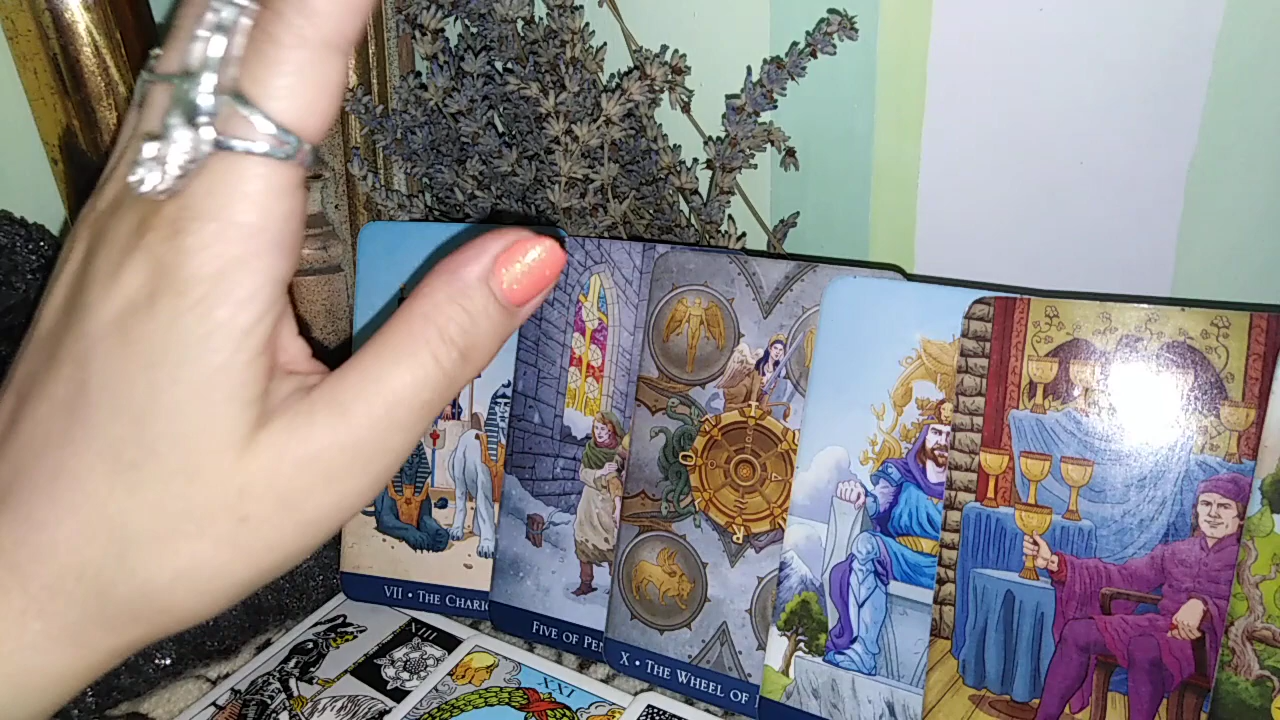 VII • THE CHARIO
FIVE OF PEN
X • THE WHEEL OF
XIII
XXI